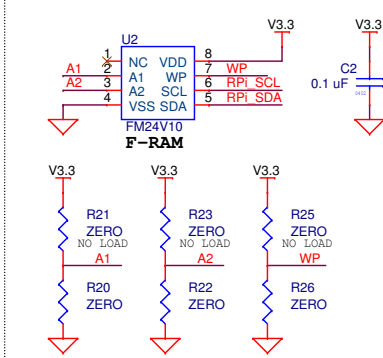 V3.3 V3.3
U2
1 NC VDD 8
A1 2 A1 WP 7 WP
A2 3 A2 SCL 6 RPi_SCL
4 VSS SDA 5 RPi_SDA
C2
0.1 uF
FM24V10
F-RAM
V3.3 V3.3 V3.3
R21 R23 R25
ZERO ZERO ZERO
NO LOAD NO LOAD NO LOAD
A1 A2 WP
R20 R22 R26
ZERO ZERO ZERO